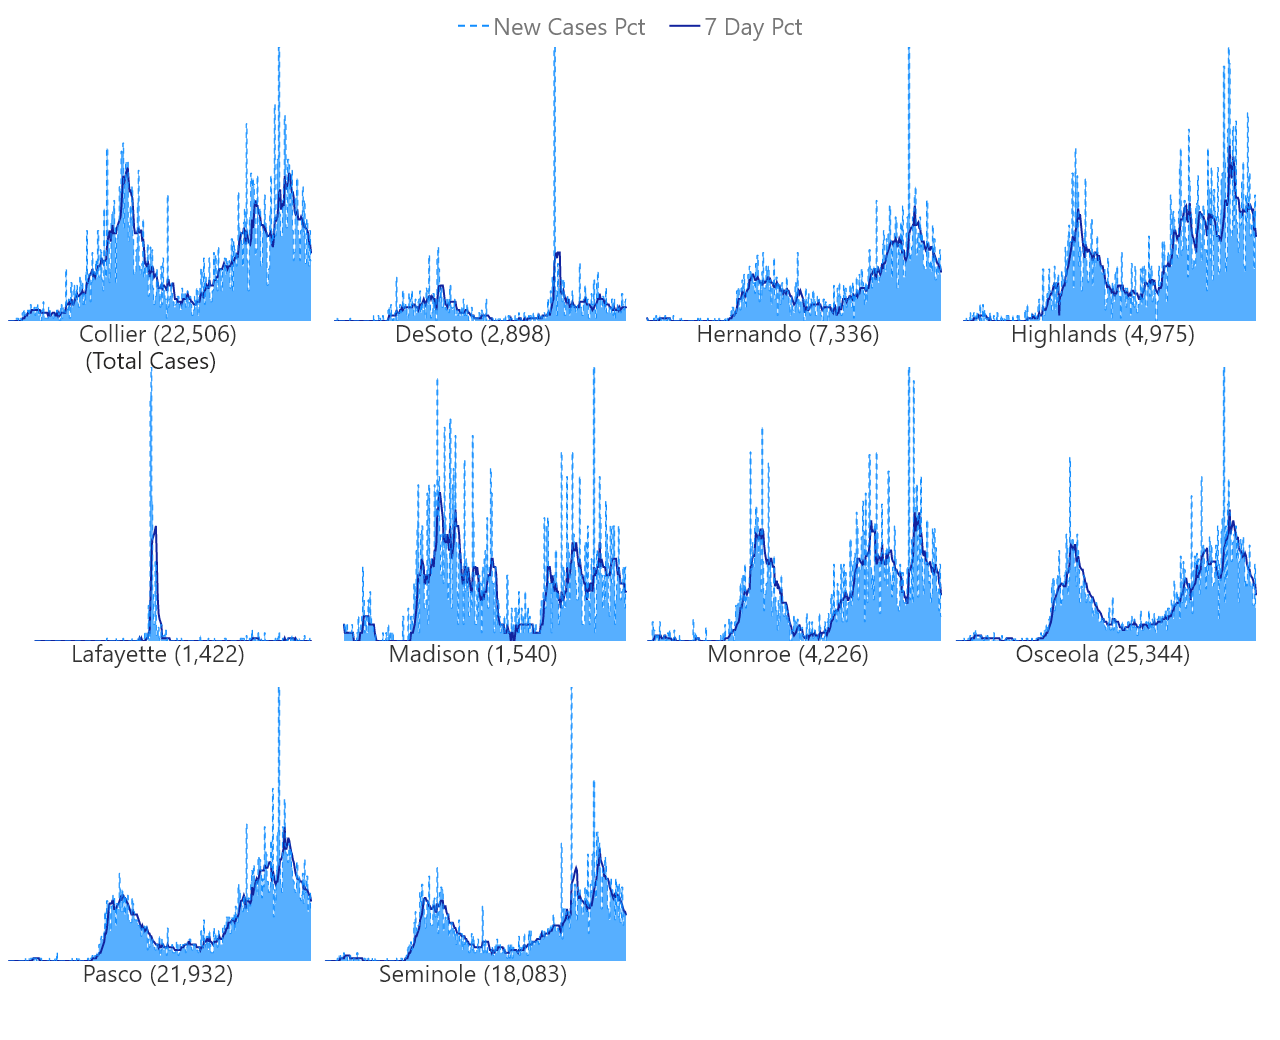 New Cases Pct 7 Day Pct
Collier (22,506) DeSoto (2,898) Hernando (7,336) Highlands (4,975)
(Total Cases)
Lafayette (1,422) Madison (1,540) Monroe (4,226) Osceola (25,344)
Pasco (21,932) Seminole (18,083)